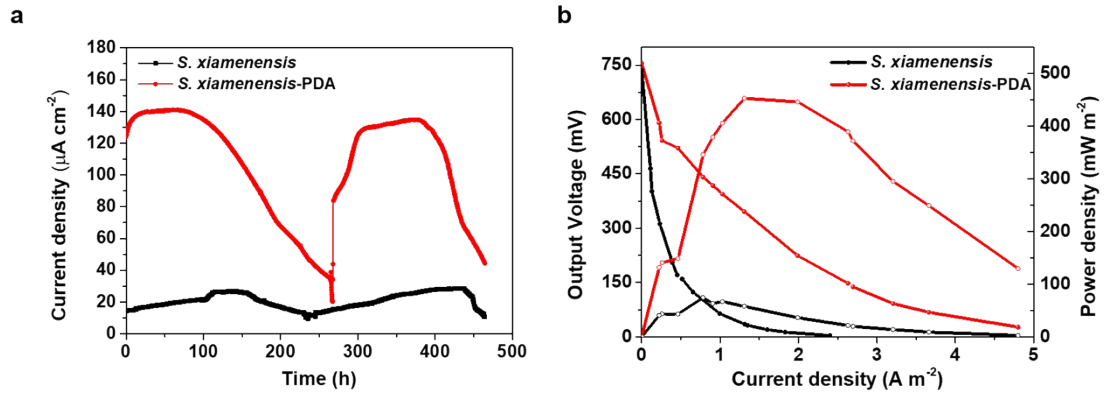 a
180
160
140
120
100
80
60
40
20
0
Current density (μA cm-2)
S. xiamenensis
S. xiamenensis-PDA
0 100 200 300 400 500
Time (h)
b
750
600
450
300
150
0
Output Voltage (mV)
S. xiamenensis
S. xiamenensis-PDA
500
400
300
200
100
0
Power density (mW m-2)
0 1 2 3 4 5
Current density (A m-2)